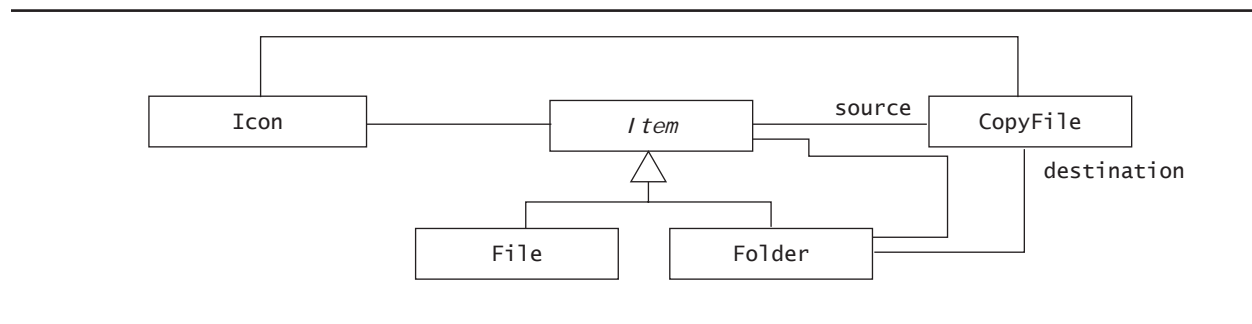 Icon
Item
source
CopyFile
destination
File
Folder